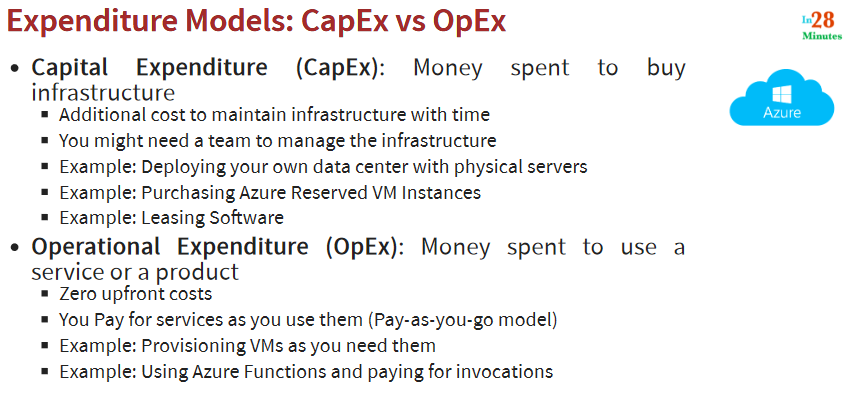 Expenditure Models: CapEx vs OpEx
In28
Minutes
• Capital Expenditure (CapEx): Money spent to buy
infrastructure
▪ Additional cost to maintain infrastructure with time
▪ You might need a team to manage the infrastructure
▪ Example: Deploying your own data center with physical servers
▪ Example: Purchasing Azure Reserved VM Instances
▪ Example: Leasing Software
• Operational Expenditure (OpEx): Money spent to use a
service or a product
▪ Zero upfront costs
▪ You Pay for services as you use them (Pay-as-you-go model)
▪ Example: Provisioning VMs as you need them
▪ Example: Using Azure Functions and paying for invocations
Azure